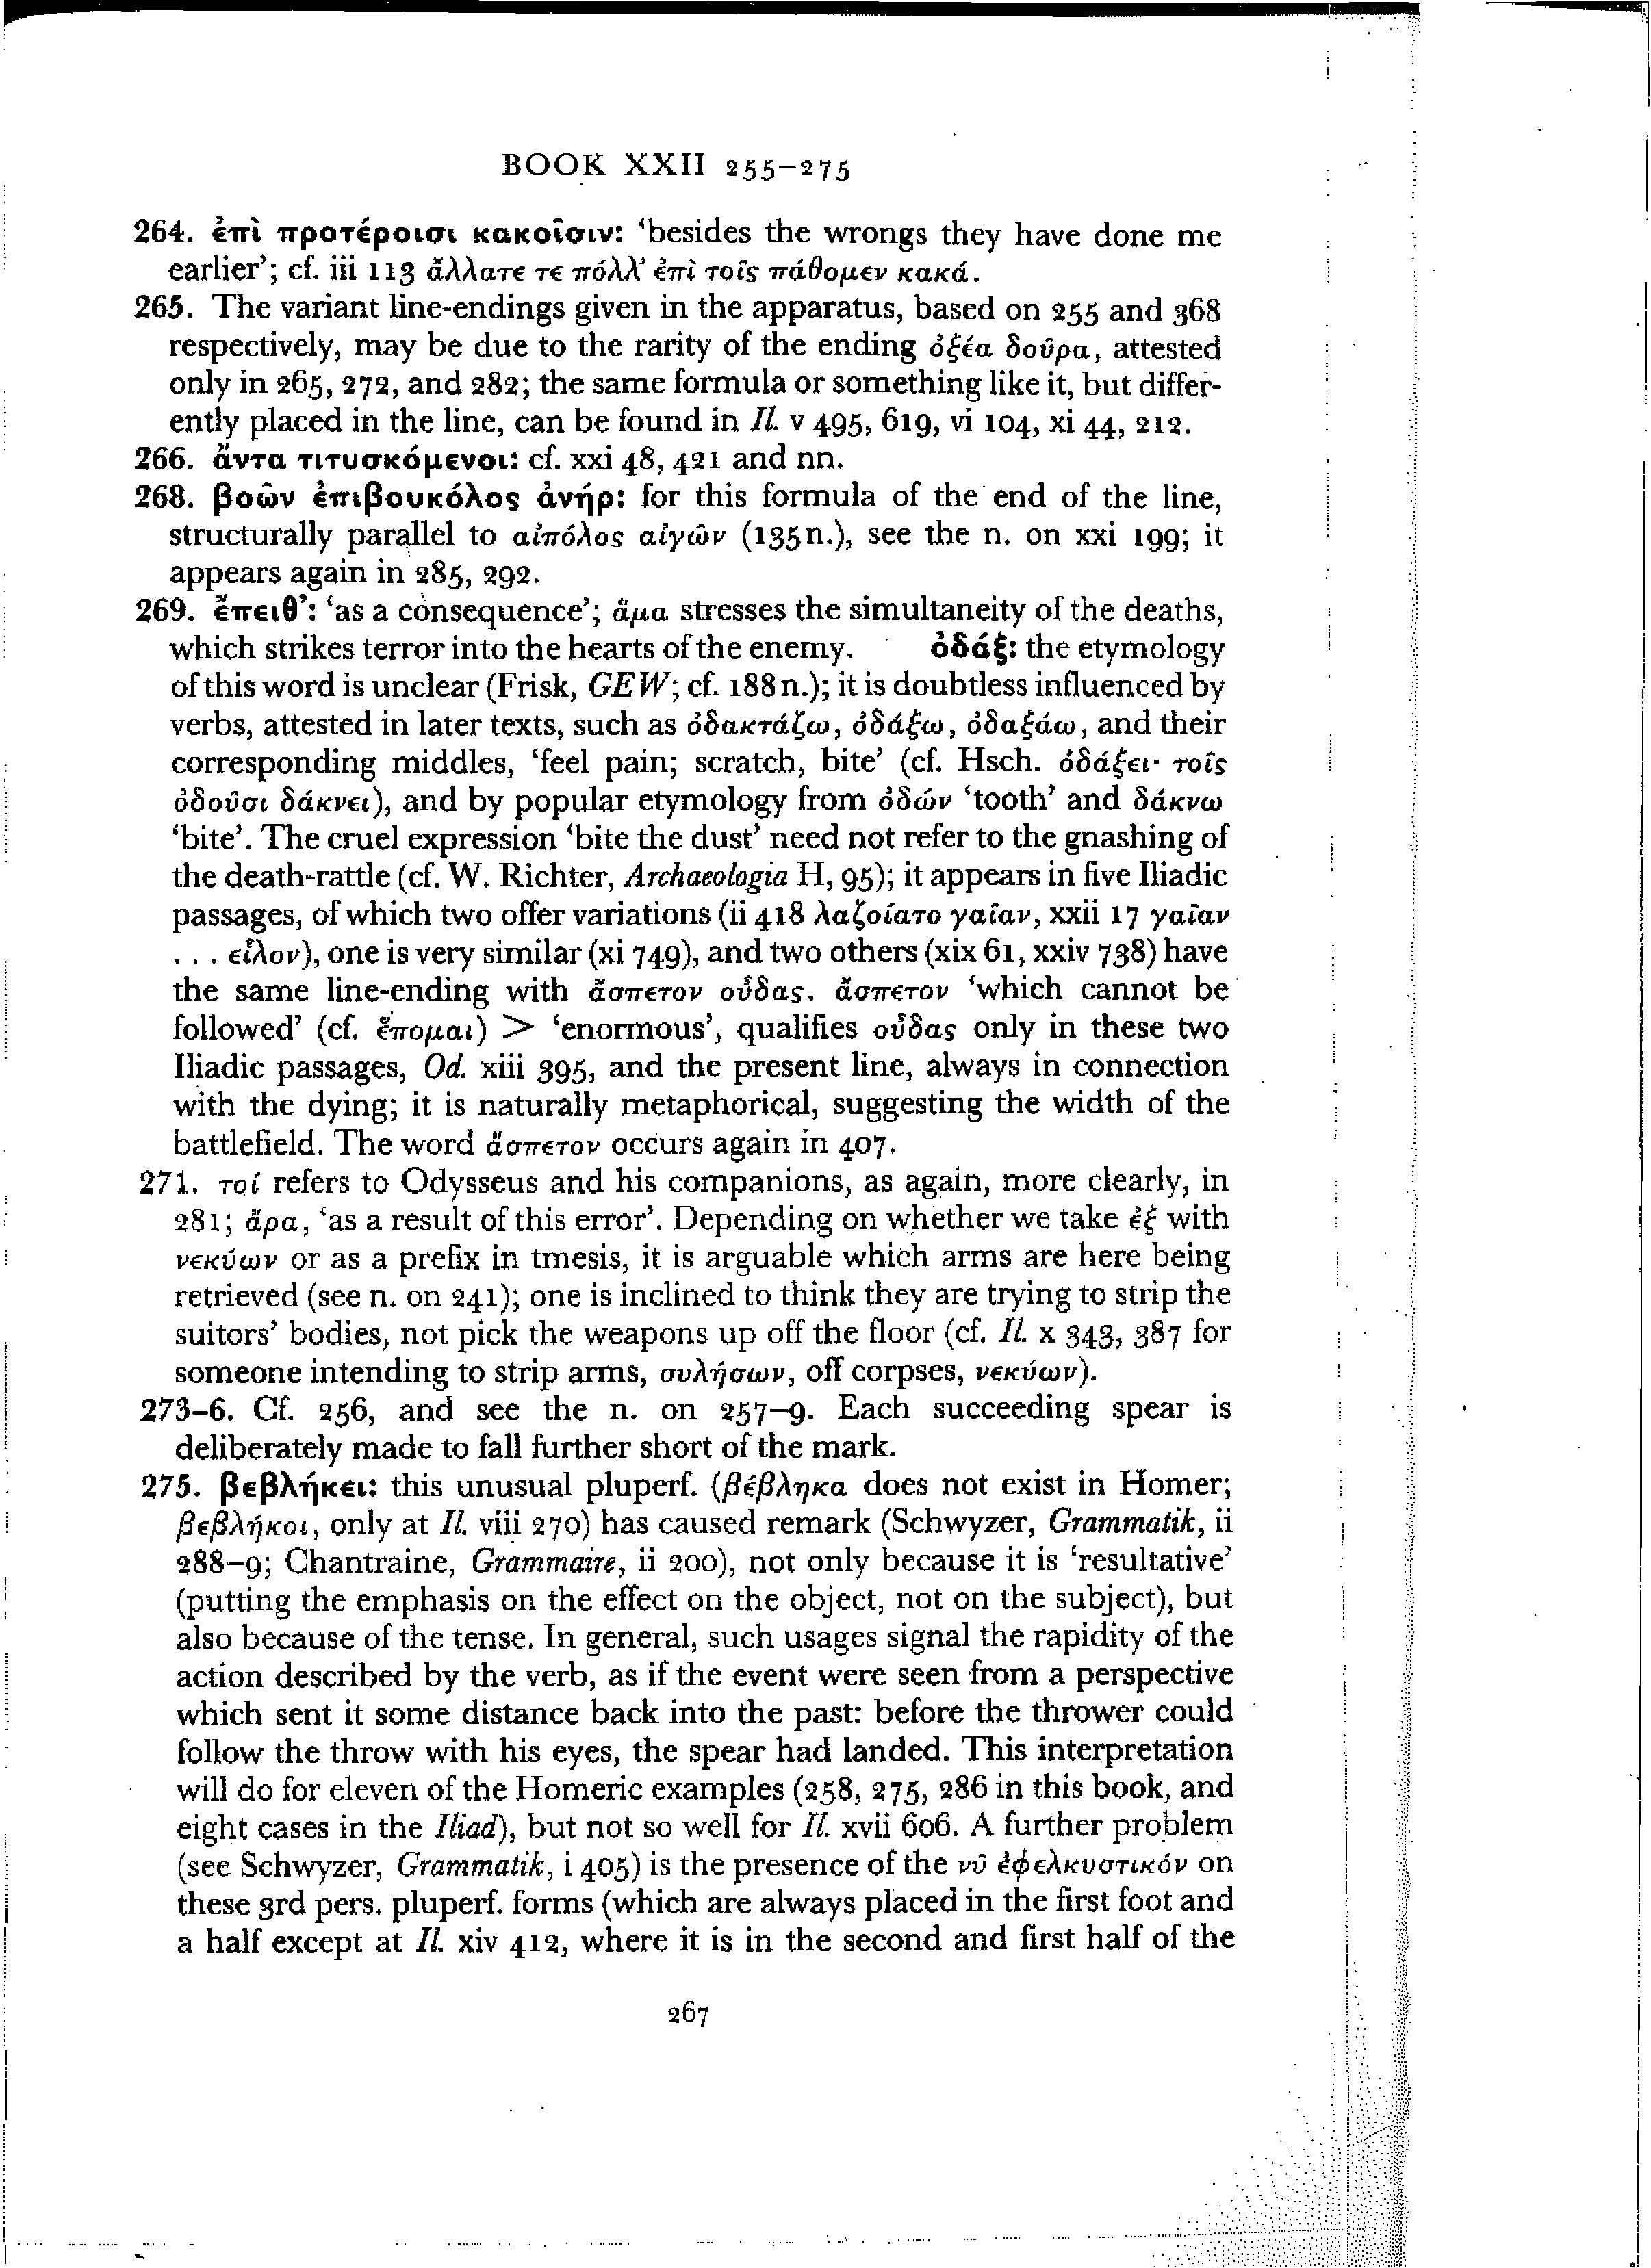 BOOK XXII 255–275
264. ἐπὶ προτέροισι κακοῖσιν: ‘besides the wrongs they have done me
earlier’; cf. iii 113 ἄλλατε τε πόλλ’ ἐπὶ τοῖς πάθομεν κακά.
265. The variant line-endings given in the apparatus, based on 255 and 368
respectively, may be due to the rarity of the ending ὀξέα δοῦρα, attested
only in 265, 272, and 282; the same formula or something like it, but differ-
ently placed in the line, can be found in Il. v 495, 619, vi 104, xi 44, 212.
266. ἄντα τιτυσκόμενοι: cf. xxi 48, 421 and nn.
268. βοῶν ἐπιβουκόλος ἀνήρ: for this formula of the end of the line,
structurally parallel to αἰπόλος αἰγῶν (135n.), see the n. on xxi 199; it
appears again in 285, 292.
269. ἔπειθ’: ‘as a consequence’; ἅμα stresses the simultaneity of the deaths,
which strikes terror into the hearts of the enemy. ὀδάξ: the etymology
of this word is unclear (Frisk, GEW; cf. 188n.); it is doubtless influenced by
verbs, attested in later texts, such as ὀδακτάζω, ὀδάξω, ὀδαξάω, and their
corresponding middles, ‘feel pain; scratch, bite’ (cf. Hsch. ὀδάξει· τοῖς
ὀδοῦσι δάκνει), and by popular etymology from ὀδών ‘tooth’ and δάκνω
‘bite’. The cruel expression ‘bite the dust’ need not refer to the gnashing of
the death-rattle (cf. W. Richter, Archaeologia H, 95); it appears in five Iliadic
passages, of which two offer variations (ii 418 λαζοίατο γαῖαν, xxii 17 γαῖαν
. . . εἷλον), one is very similar (xi 749), and two others (xix 61, xxiv 738) have
the same line-ending with ἄσπετον οὖδας. ἄσπετον ‘which cannot be
followed’ (cf. ἕπομαι) > ‘enormous’, qualifies οὖδας only in these two
Iliadic passages, Od. xiii 395, and the present line, always in connection
with the dying; it is naturally metaphorical, suggesting the width of the
battlefield. The word ἄσπετον occurs again in 407.
271. τοί refers to Odysseus and his companions, as again, more clearly, in
281; ἄρα, ‘as a result of this error’. Depending on whether we take ἐξ with
νεκύων or as a prefix in tmesis, it is arguable which arms are here being
retrieved (see n. on 241); one is inclined to think they are trying to strip the
suitors’ bodies, not pick the weapons up off the floor (cf. Il. x 343, 387 for
someone intending to strip arms, συλήσων, off corpses, νεκύων).
273–6. Cf. 256, and see the n. on 257–9. Each succeeding spear is
deliberately made to fall further short of the mark.
275. βεβλήκει: this unusual pluperf. (βέβληκα does not exist in Homer;
βεβλήκοι, only at Il. viii 270) has caused remark (Schwyzer, Grammatik, ii
288–9; Chantraine, Grammaire, ii 200), not only because it is ‘resultative’
(putting the emphasis on the effect on the object, not on the subject), but
also because of the tense. In general, such usages signal the rapidity of the
action described by the verb, as if the event were seen from a perspective
which sent it some distance back into the past: before the thrower could
follow the throw with his eyes, the spear had landed. This interpretation
will do for eleven of the Homeric examples (258, 275, 286 in this book, and
eight cases in the Iliad), but not so well for Il. xvii 606. A further problem
(see Schwyzer, Grammatik, i 405) is the presence of the νῦ ἐφελκυστικόν on
these 3rd pers. pluperf. forms (which are always placed in the first foot and
a half except at Il. xiv 412, where it is in the second and first half of the
267